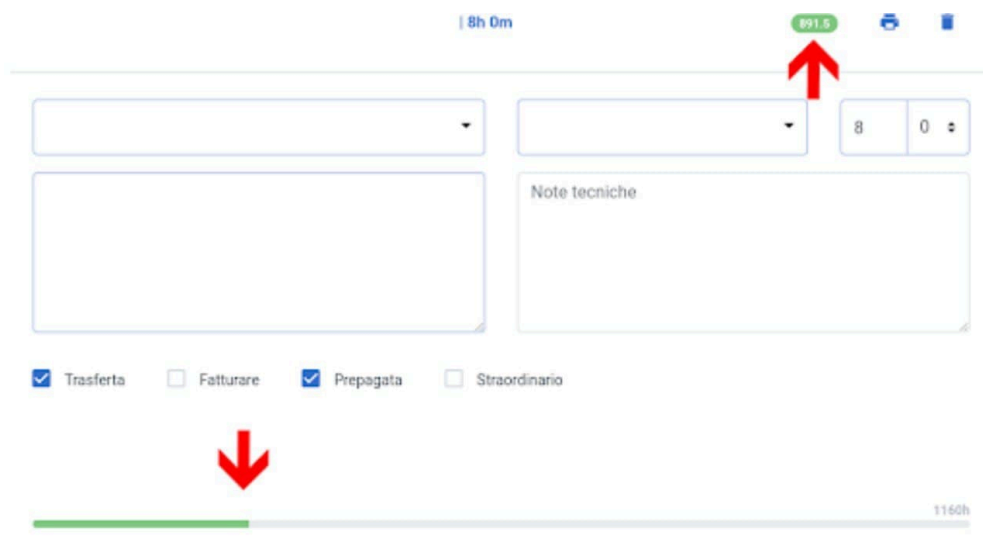 | 8h 0m 891.5
8 0
Note tecniche
Trasferta Fatturare Prepagata Straordinario
1160h